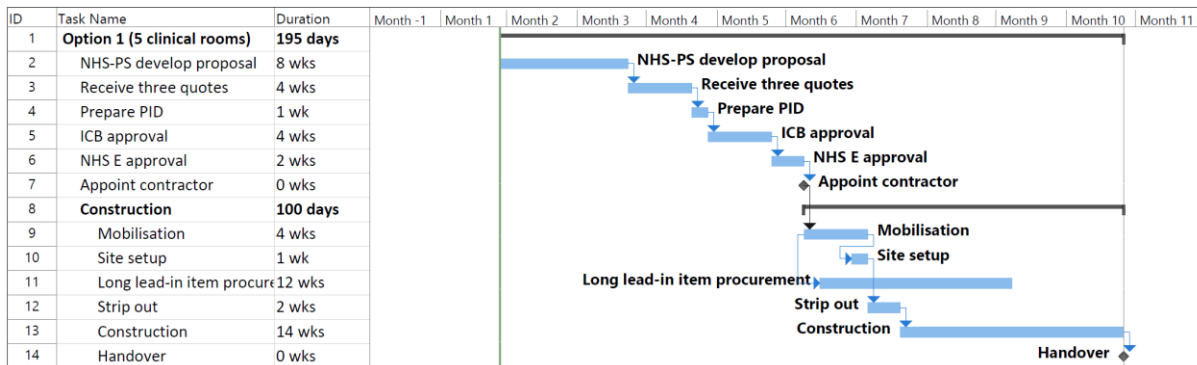 ID Task Name Duration Month -1 Month 1 Month 2 Month 3 Month 4 Month 5 Month 6 Month 7 Month 8 Month 9 Month 10 Month 11
1 Option 1 (5 clinical rooms) 195 days
2 NHS-PS develop proposal 8 wks NHS-PS develop proposal
3 Receive three quotes 4 wks Receive three quotes
4 Prepare PID 1 wk Prepare PID
5 ICB approval 4 wks ICB approval
6 NHS E approval 2 wks NHS E approval
7 Appoint contractor 0 wks Appoint contractor
8 Construction 100 days
9 Mobilisation 4 wks Mobilisation
10 Site setup 1 wk Site setup
11 Long lead-in item procure 12 wks Long lead-in item procurement
12 Strip out 2 wks Strip out
13 Construction 14 wks Construction
14 Handover 0 wks Handover